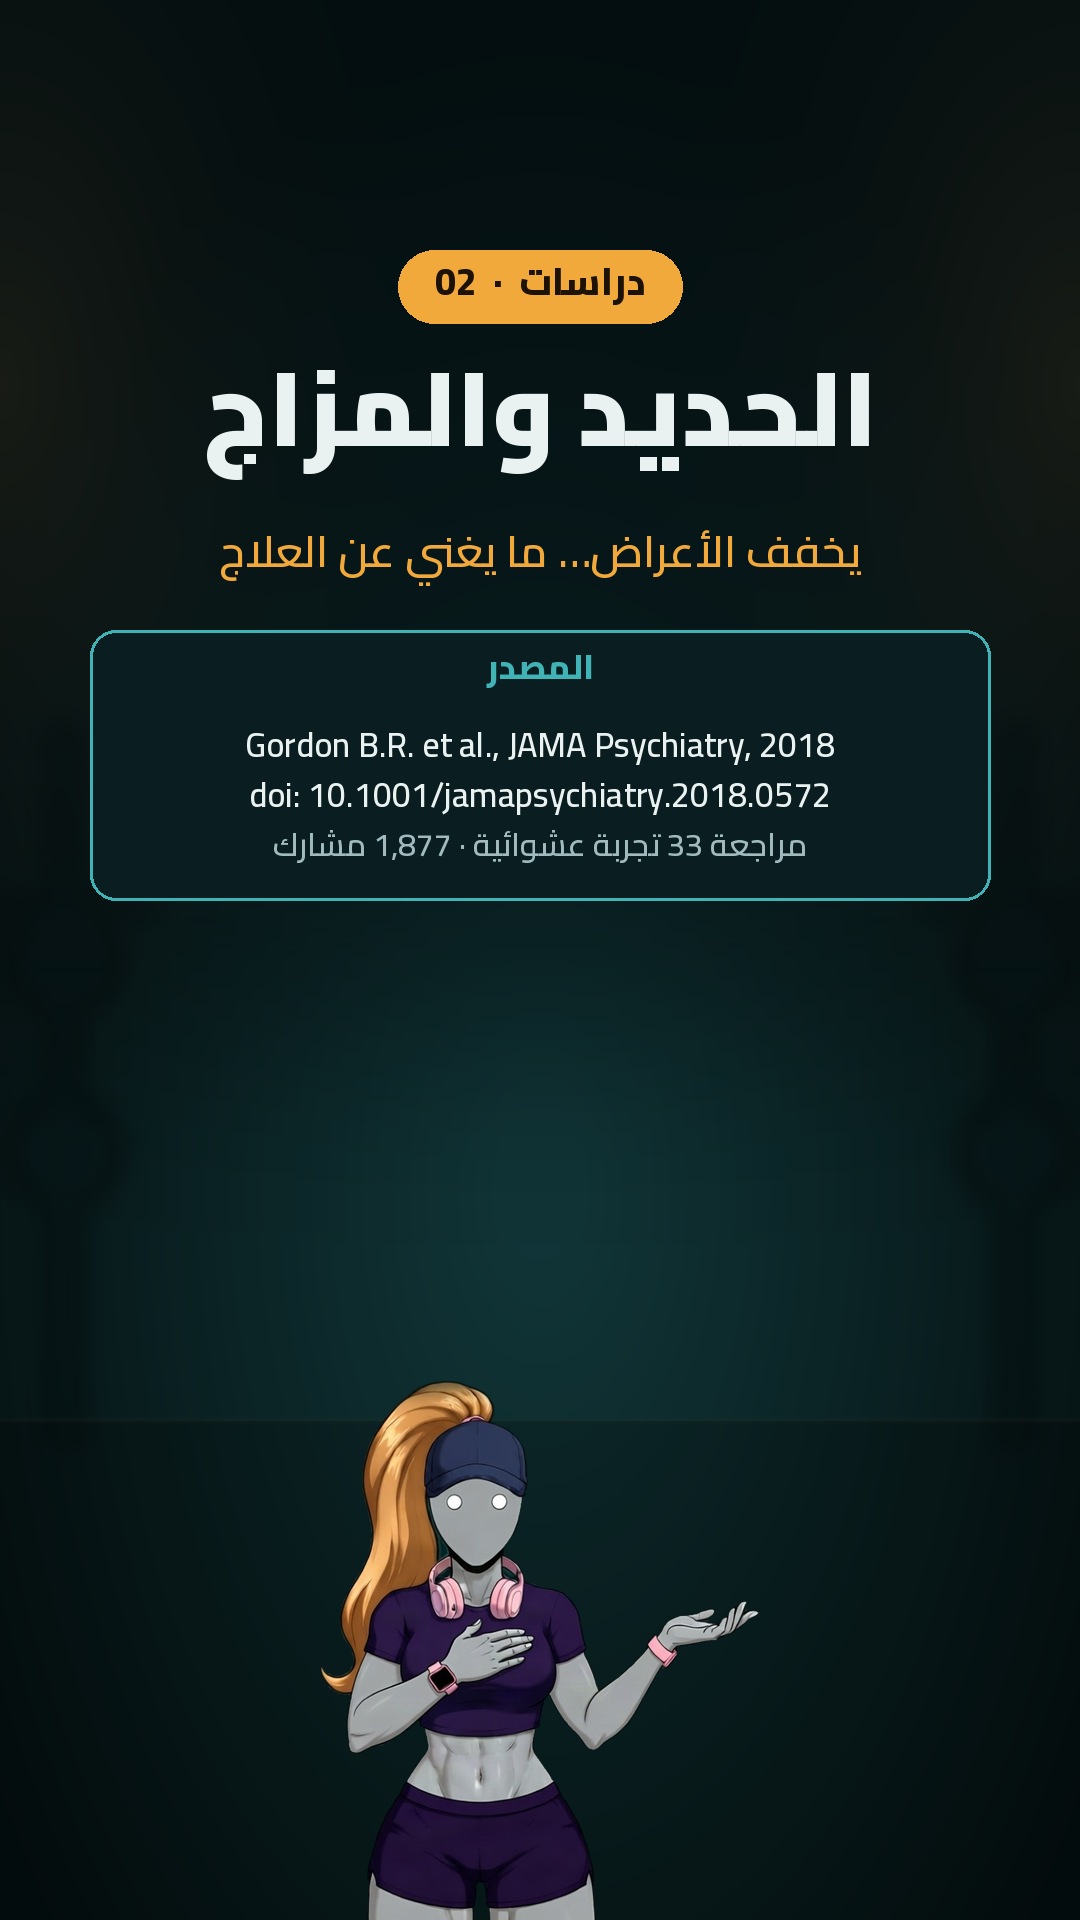 دراسات · 02
الحديد والمزاج
يخفف الأعراض... ما يغني عن العلاج
المصدر
Gordon B.R. et al., JAMA Psychiatry, 2018
doi: 10.1001/jamapsychiatry.2018.0572
مراجعة 33 تجربة عشوائية · 1,877 مشارك